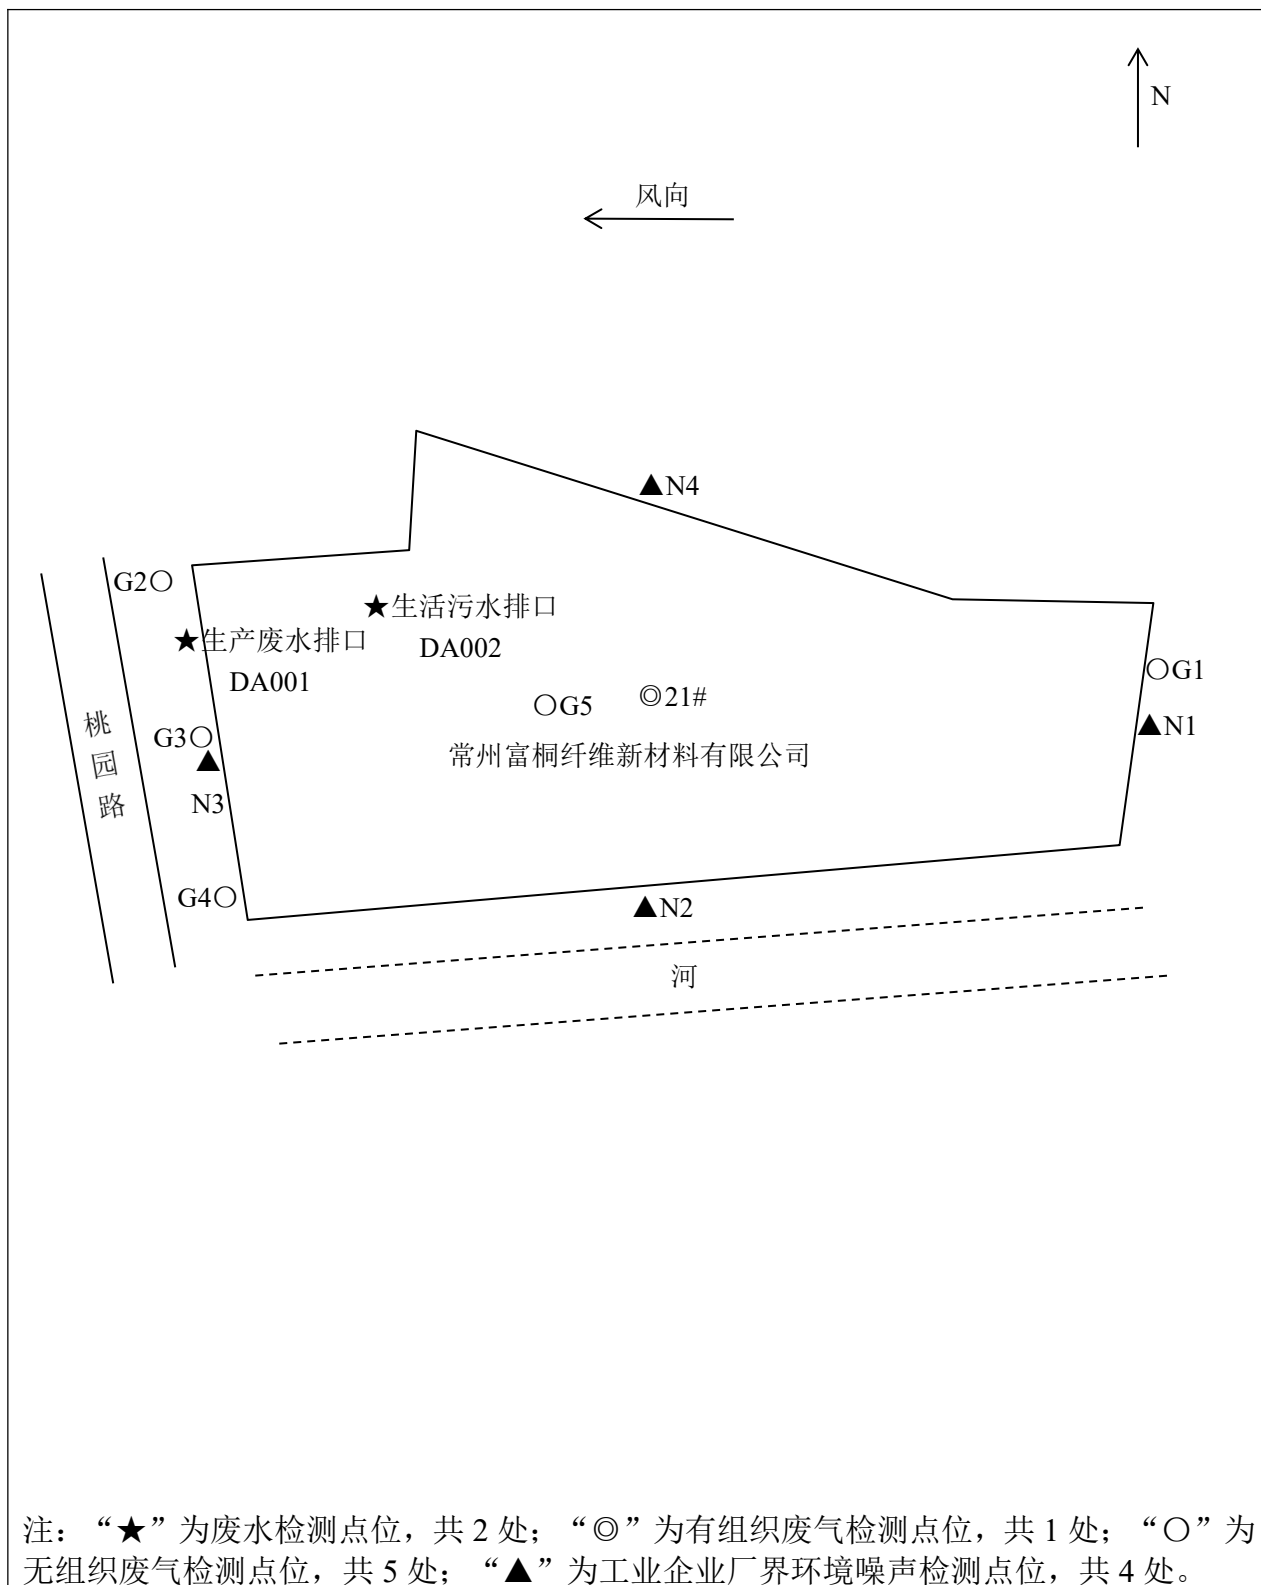 N
风向
▲N4
G2○
★生活污水排口
DA002
★生产废水排口
DA001
○G1
◎21#
○G5
▲N1
桃园路
G3○
▲
N3
常州富桐纤维新材料有限公司
G4○
▲N2
河
注：“★”为废水检测点位，共 2 处；“◎”为有组织废气检测点位，共 1 处；“○”为
无组织废气检测点位，共 5 处；“▲”为工业企业厂界环境噪声检测点位，共 4 处。